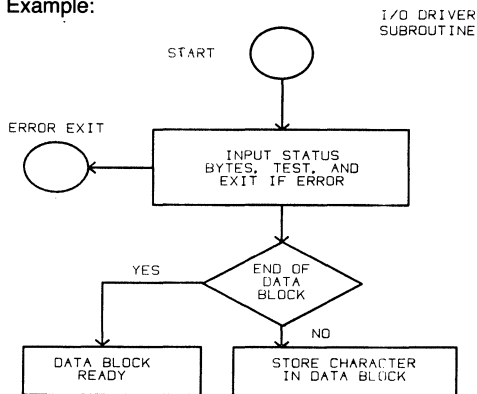 Example:
I/O DRIVER
SUBROUTINE
START
ERROR EXIT
INPUT STATUS
BYTES, TEST, AND
EXIT IF ERROR
YES
END OF
DATA
BLOCK
NO
DATA BLOCK
READY
STORE CHARACTER
IN DATA BLOCK